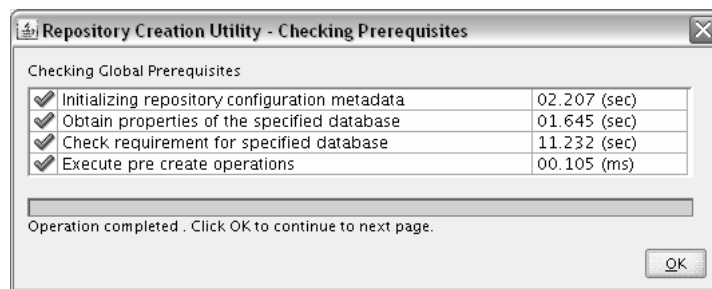 Repository Creation Utility - Checking Prerequisites
Checking Global Prerequisites
Initializing repository configuration metadata 02.207 (sec)
Obtain properties of the specified database 01.645 (sec)
Check requirement for specified database 11.232 (sec)
Execute pre create operations 00.105 (ms)
Operation completed . Click OK to continue to next page.
OK